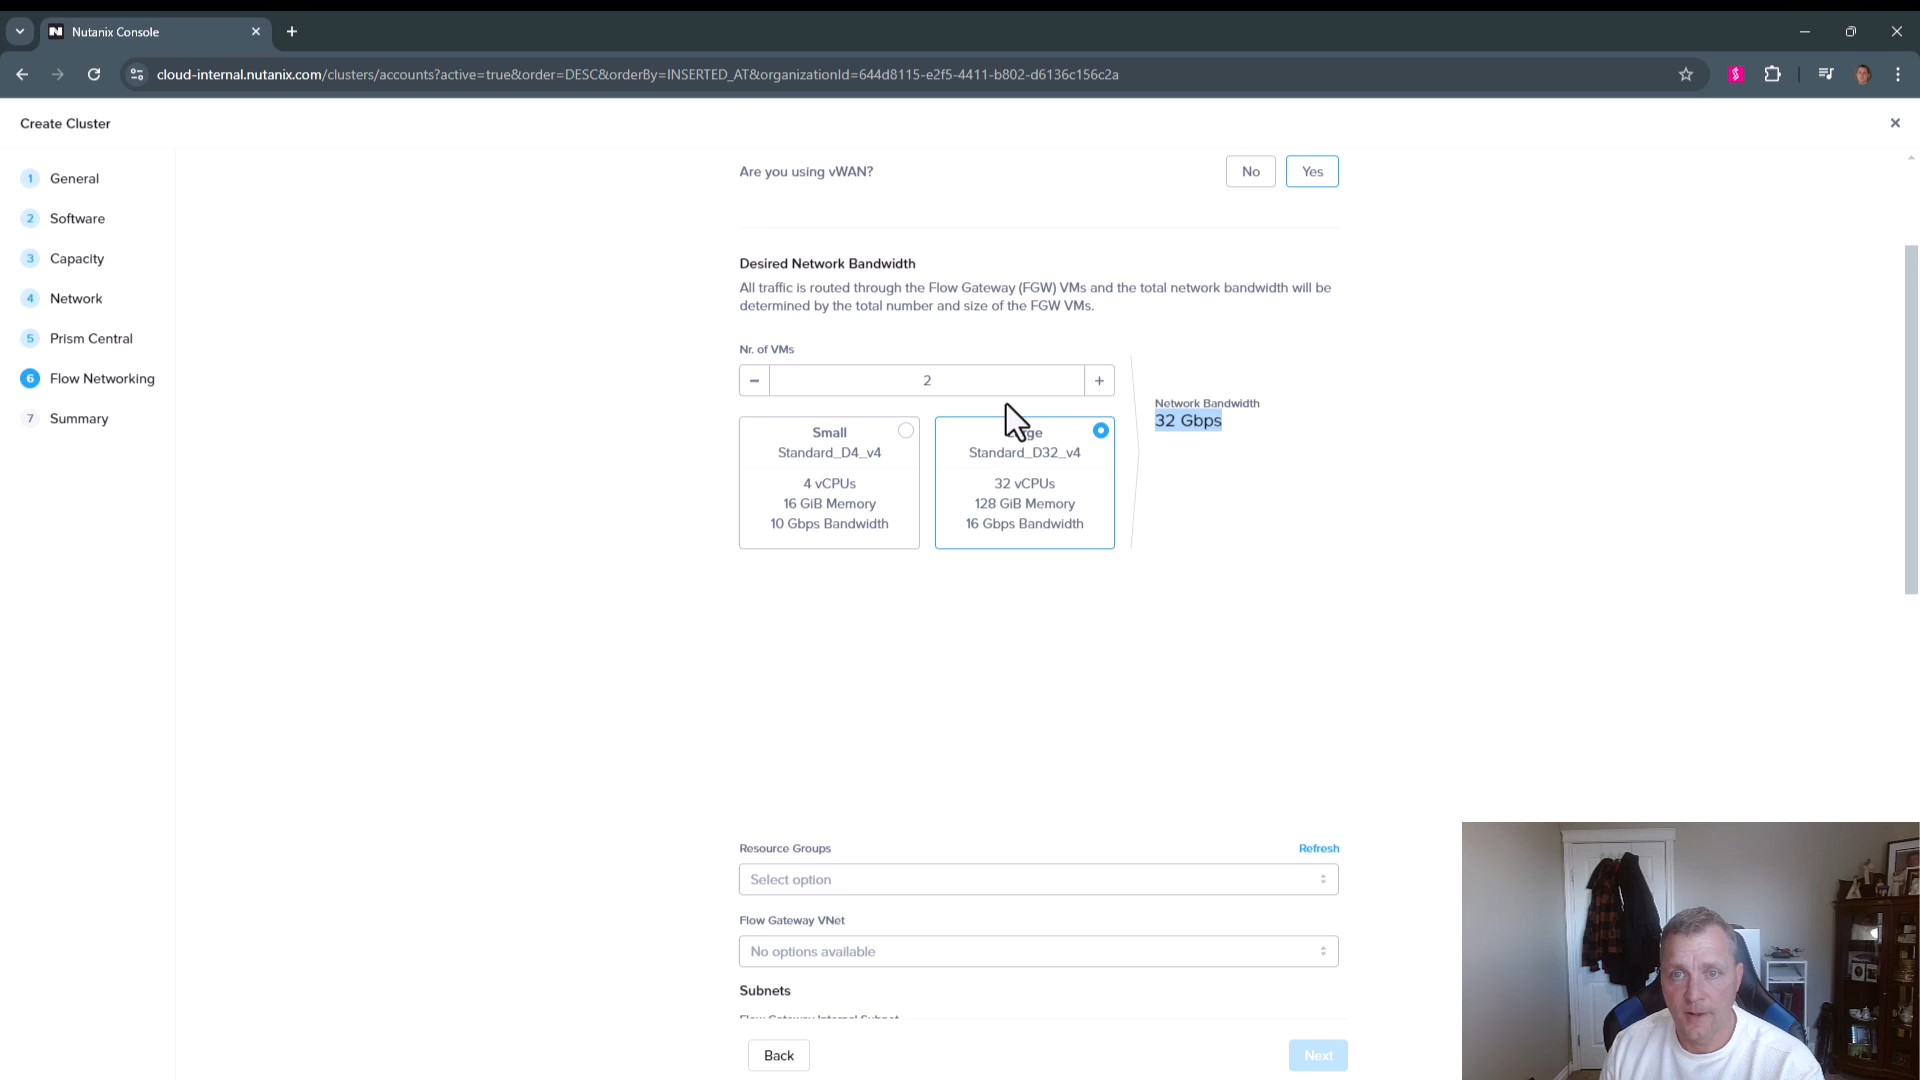 Nutanix Console
cloud-internal.nutanix.com/clusters/accounts?active=true&order=DESC&orderBy=INSERTED_AT&organizationId=644d8115-e2f5-4411-b802-d6136c156c2a
Create Cluster
1 General
2 Software
3 Capacity
4 Network
5 Prism Central
6 Flow Networking
7 Summary
Are you using vWAN?
No
Yes
Desired Network Bandwidth
All traffic is routed through the Flow Gateway (FGW) VMs and the total network bandwidth will be
determined by the total number and size of the FGW VMs.
Nr. of VMs
2
Network Bandwidth
32 Gbps
Small
Standard_D4_v4
4 vCPUs
16 GiB Memory
10 Gbps Bandwidth
Standard_D32_v4
32 vCPUs
128 GiB Memory
16 Gbps Bandwidth
Resource Groups
Refresh
Select option
Flow Gateway VNet
No options available
Subnets
Flow Gateway Internal Subnet
Back
Next